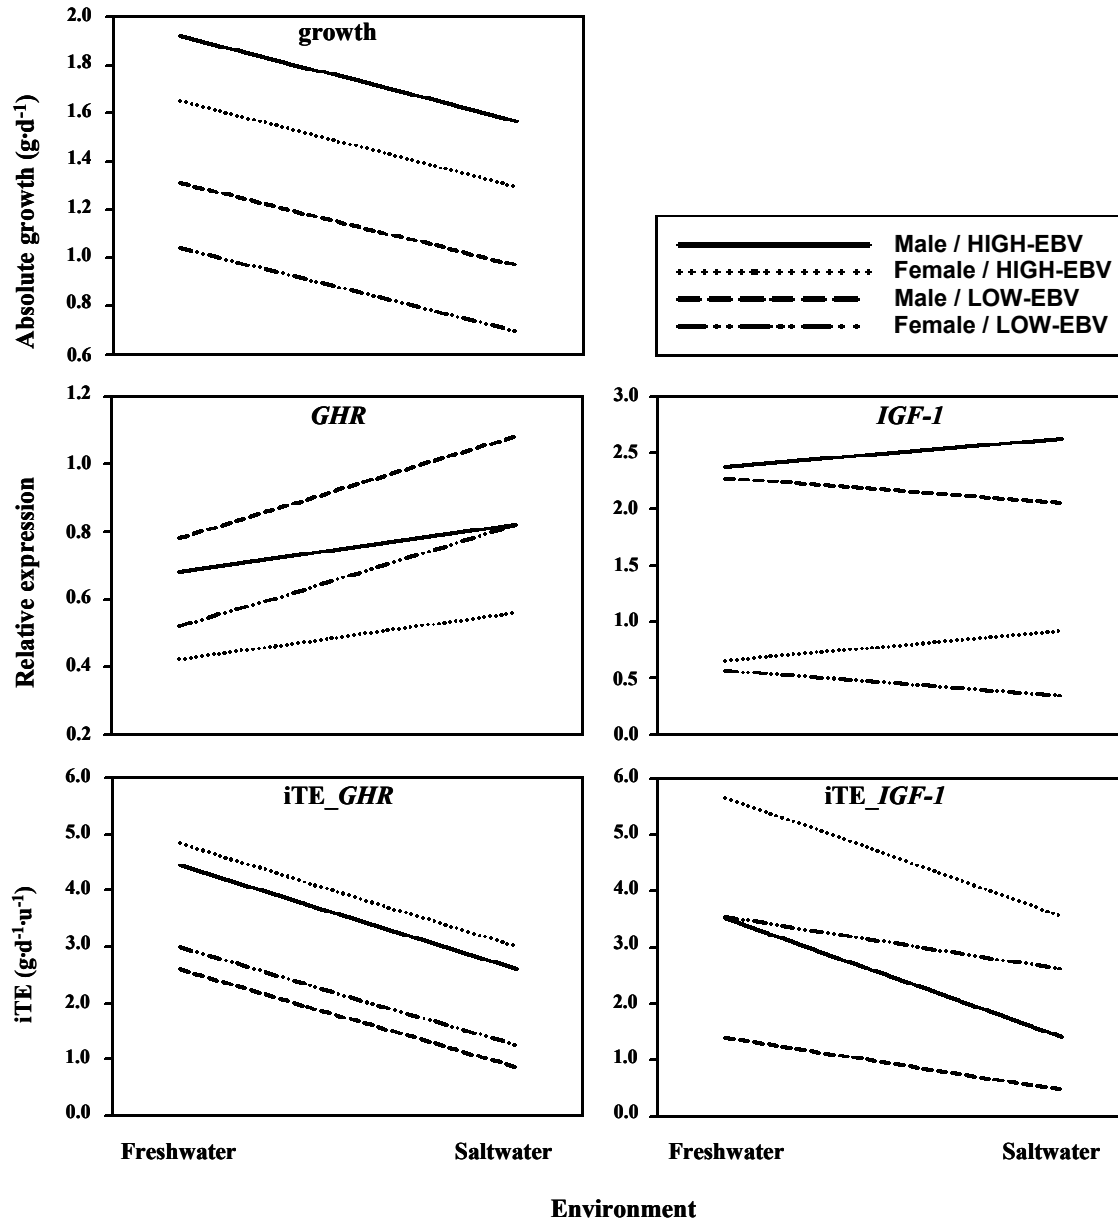 growth
Absolute growth (g·d⁻¹)
2.0
1.8
1.6
1.4
1.2
1.0
0.8
0.6
Male / HIGH-EBV
Female / HIGH-EBV
Male / LOW-EBV
Female / LOW-EBV
GHR
Relative expression
1.2
1.0
0.8
0.6
0.4
0.2
IGF-1
3.0
2.5
2.0
1.5
1.0
0.5
0.0
iTE_GHR
iTE (g·d⁻¹·u⁻¹)
6.0
5.0
4.0
3.0
2.0
1.0
0.0
iTE_IGF-1
6.0
5.0
4.0
3.0
2.0
1.0
0.0
Freshwater Saltwater Freshwater Saltwater
Environment